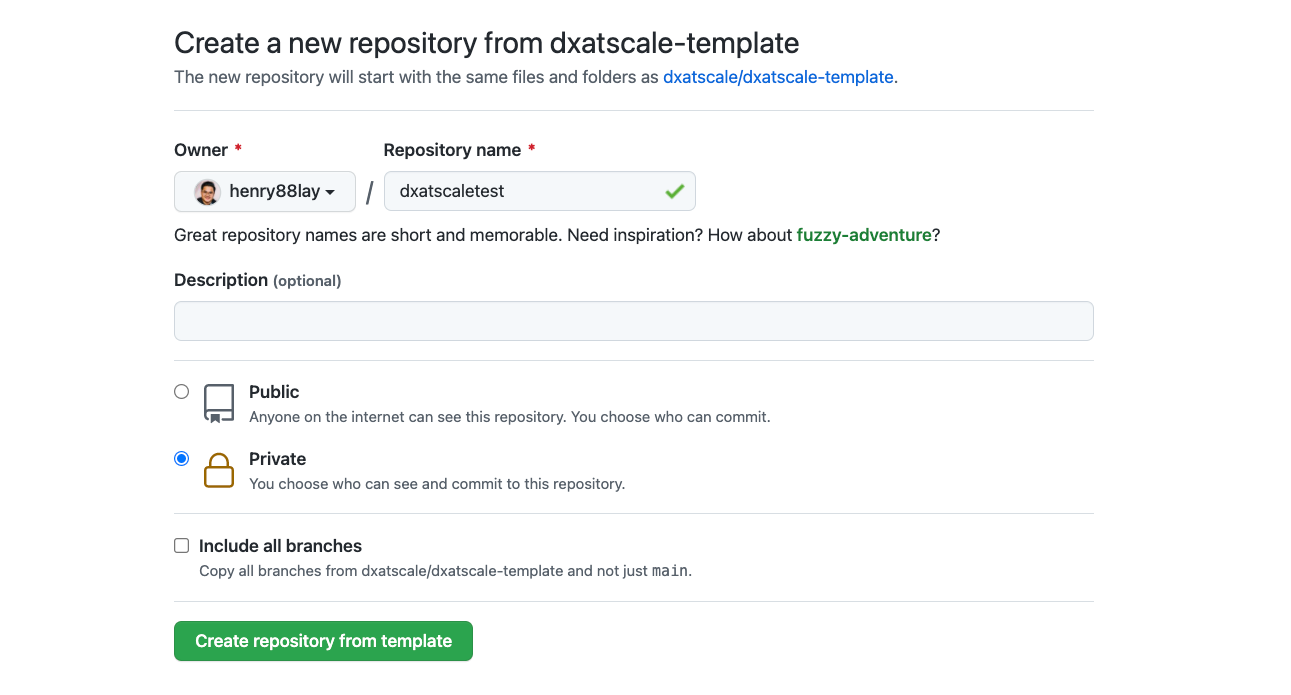 Create a new repository from dxatscale-template
The new repository will start with the same files and folders as dxatscale/dxatscale-template.
Owner * Repository name *
henry88lay / dxatscaletest
Great repository names are short and memorable. Need inspiration? How about fuzzy-adventure?
Description (optional)
Public
Anyone on the internet can see this repository. You choose who can commit.
Private
You choose who can see and commit to this repository.
Include all branches
Copy all branches from dxatscale/dxatscale-template and not just main.
Create repository from template